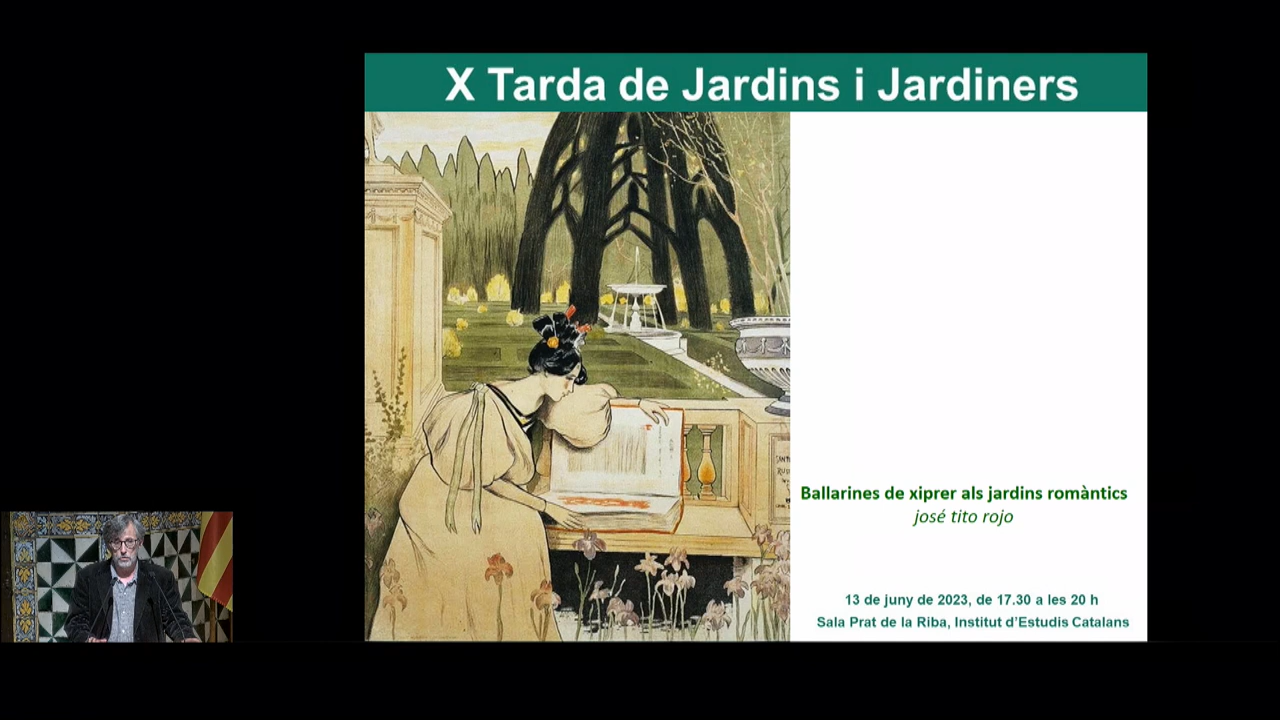 X Tarda de Jardins i Jardiners
Ballarines de xiprer als jardins romàntics
josé tito rojo
13 de juny de 2023, de 17.30 a les 20 h
Sala Prat de la Riba, Institut d'Estudis Catalans